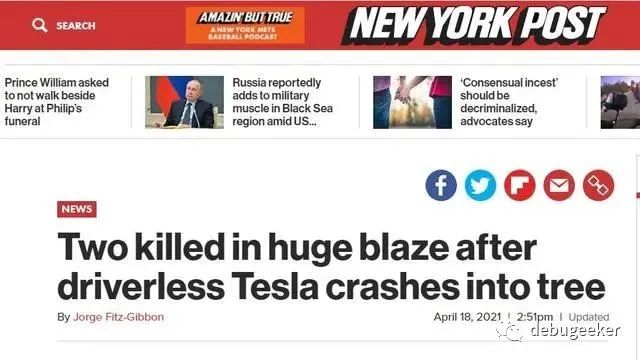 SEARCH
AMAZIN' BUT TRUE
A NEW YORK METS
BASEBALL PODCAST
NEW YORK POST
Prince William asked
to not walk beside
Harry at Philip's
funeral
Russia reportedly
adds to military
muscle in Black Sea
region amid US...
'Consensual incest'
should be
decriminalized,
advocates say
NEWS
Two killed in huge blaze after
driverless Tesla crashes into tree
By Jorge Fitz-Gibbon
April 18, 2021 | 2:51pm | Updated
debugeeker